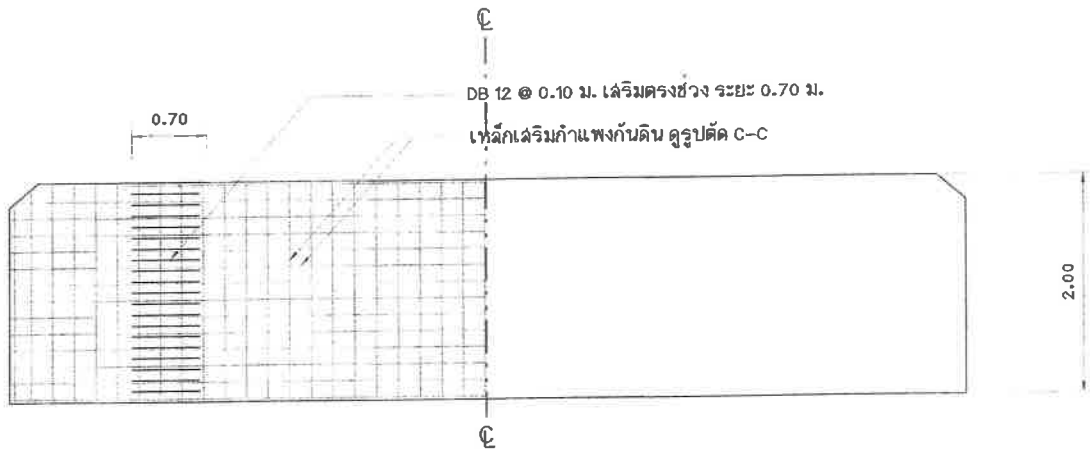 ℄
DB 12 @ 0.10 ม. เสริมตรงช่วง ระยะ 0.70 ม.
0.70
เหล็กเสริมกำแพงกันดิน ดูรูปตัด C-C
2.00
℄